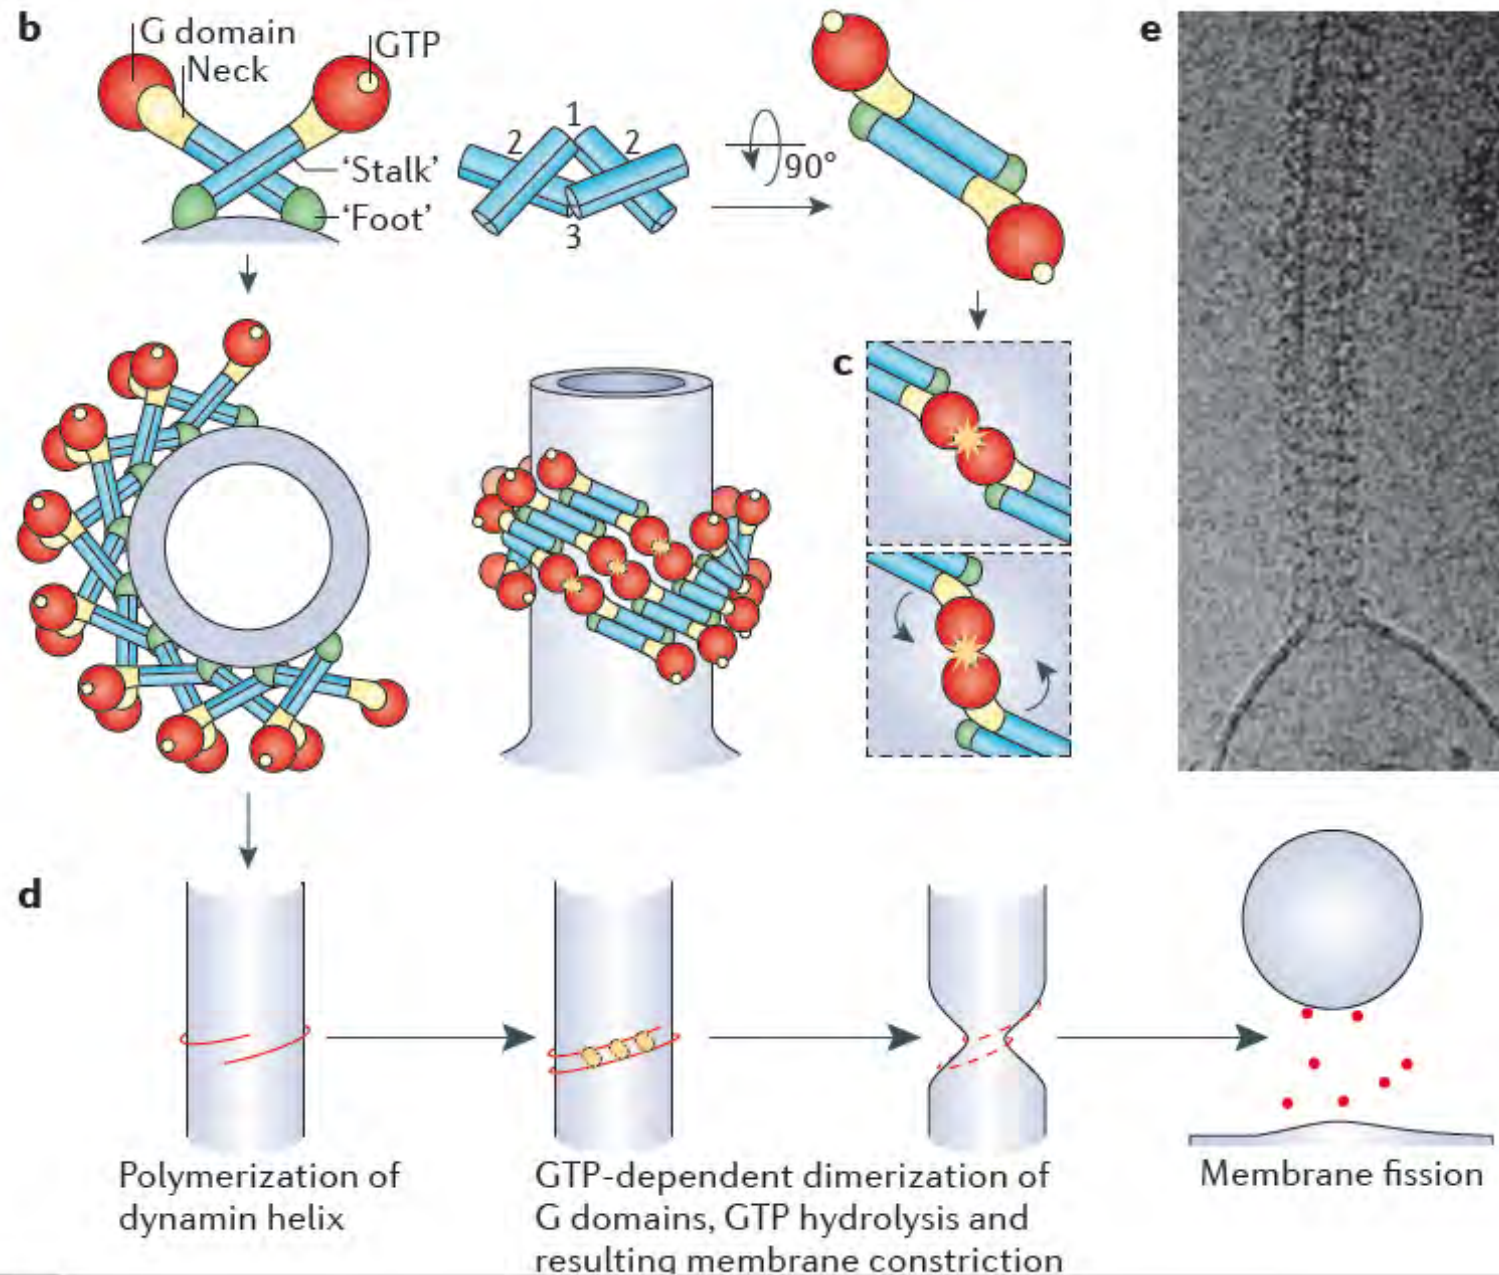 b
G domain
Neck
GTP
'Stalk'
'Foot'
1
2
2
3
90°
c
e
d
Polymerization of
dynamin helix
GTP-dependent dimerization of
G domains, GTP hydrolysis and
resulting membrane constriction
Membrane fission